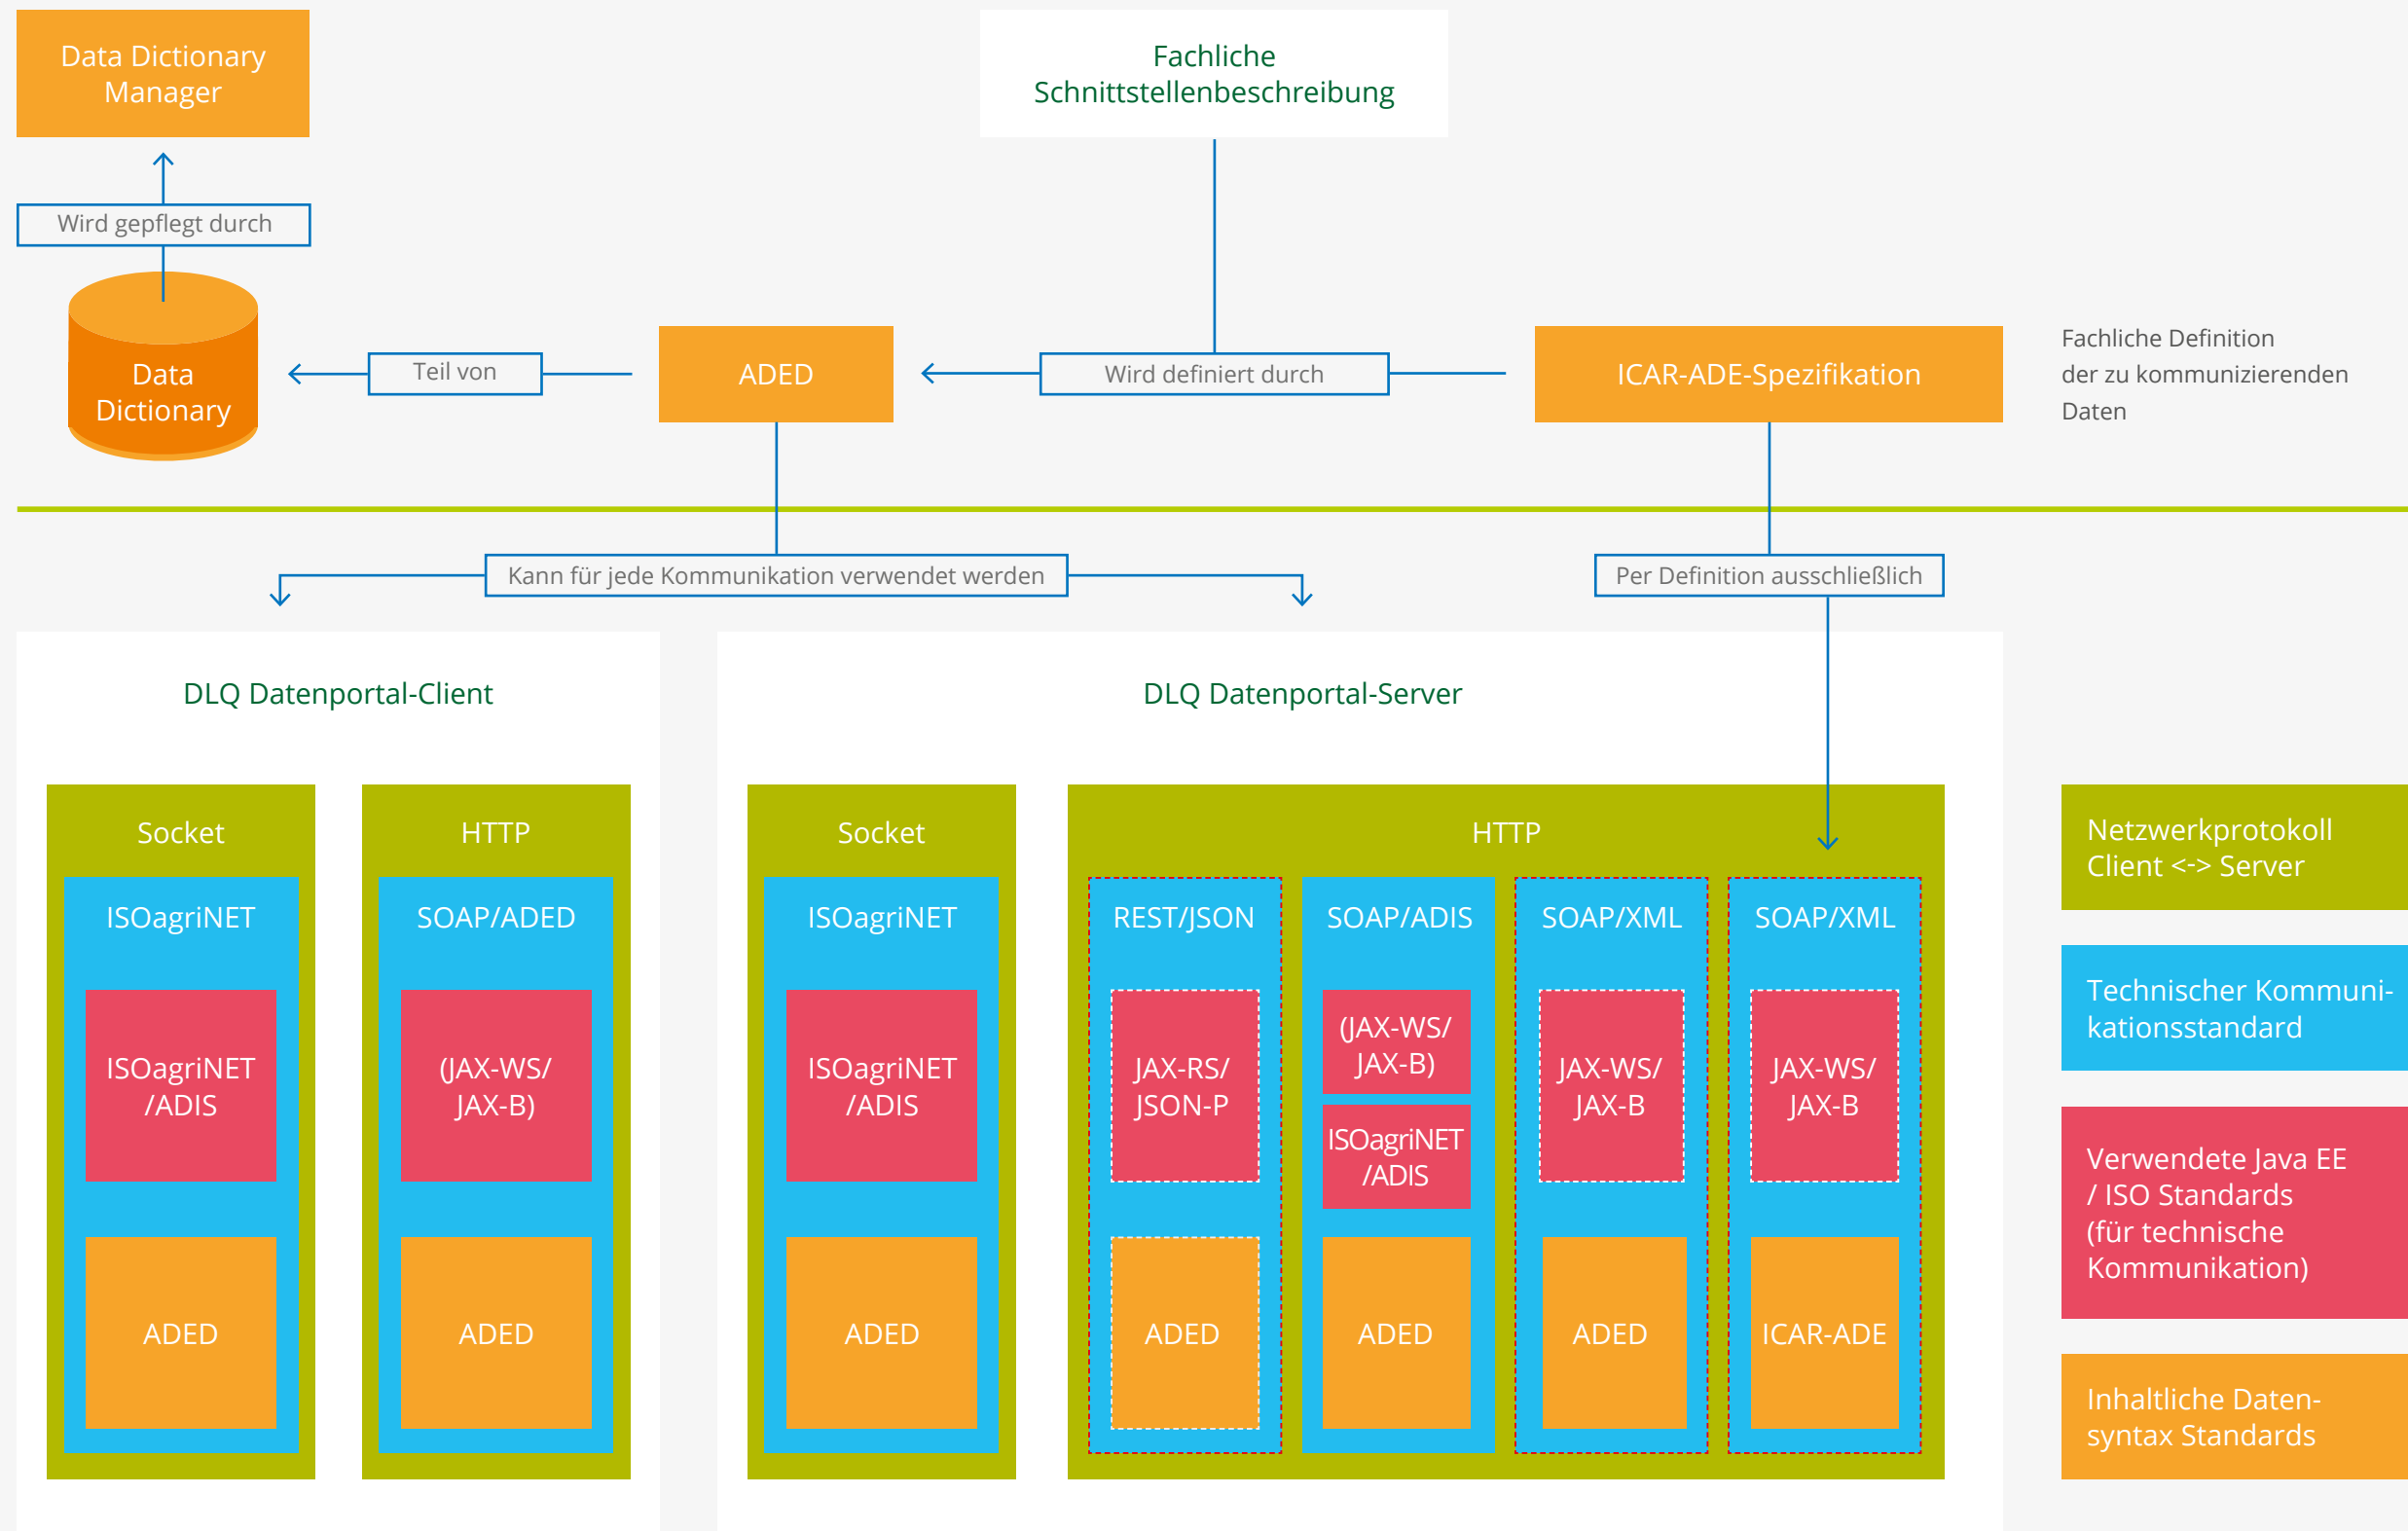 Data Dictionary
Manager
Fachliche
Schnittstellenbeschreibung
Wird gepflegt durch
Data
Dictionary
Teil von
ADED
Wird definiert durch
ICAR-ADE-Spezifikation
Fachliche Definition
der zu kommunizierenden
Daten
Kann für jede Kommunikation verwendet werden
Per Definition ausschließlich
DLQ Datenportal-Client
Socket
ISOagriNET
ISOagriNET
/ADIS
ADED
HTTP
SOAP/ADED
(JAX-WS/
JAX-B)
ADED
DLQ Datenportal-Server
Socket
ISOagriNET
ISOagriNET
/ADIS
ADED
HTTP
REST/JSON
JAX-RS/
JSON-P
ADED
SOAP/ADIS
(JAX-WS/
JAX-B)
ISOagriNET
/ADIS
ADED
SOAP/XML
JAX-WS/
JAX-B
ADED
SOAP/XML
JAX-WS/
JAX-B
ICAR-ADE
Netzwerkprotokoll
Client <-> Server
Technischer Kommuni-
kationsstandard
Verwendete Java EE
/ ISO Standards
(für technische
Kommunikation)
Inhaltliche Daten-
syntax Standards